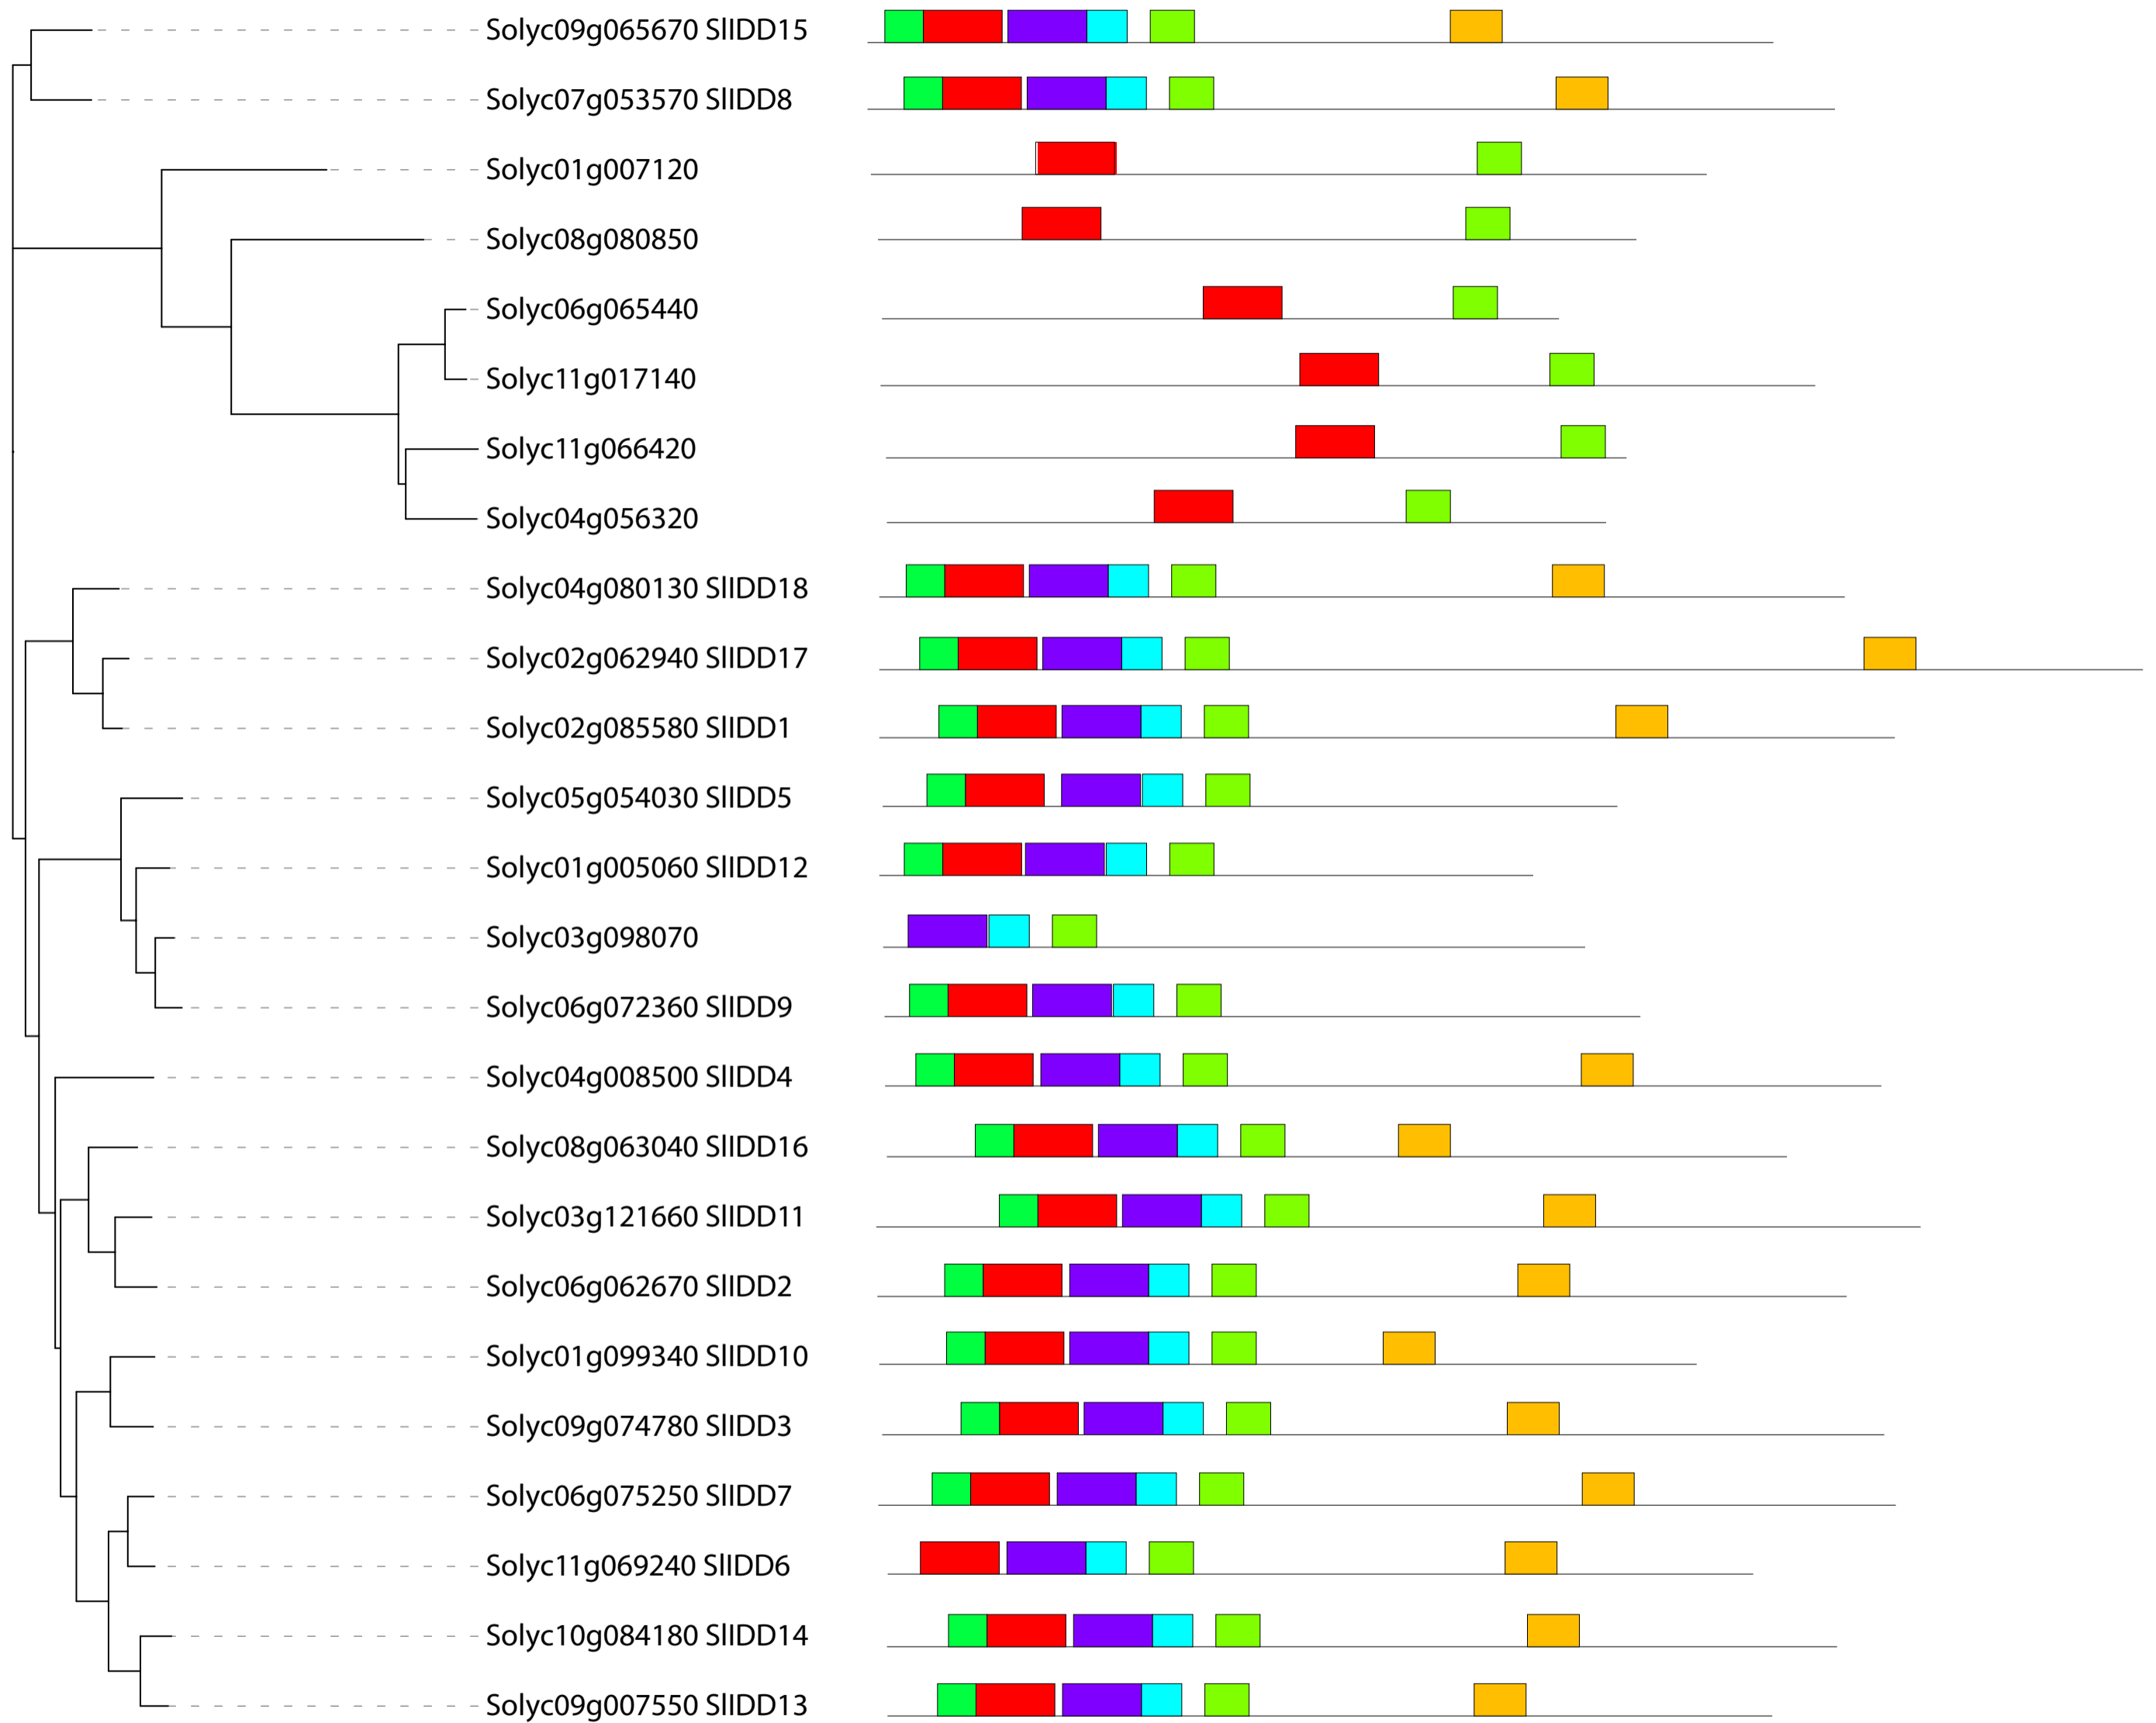 Solyc09g065670 SlIDD15
Solyc07g053570 SlIDD8
Solyc01g007120
Solyc08g080850
Solyc06g065440
Solyc11g017140
Solyc11g066420
Solyc04g056320
Solyc04g080130 SlIDD18
Solyc02g062940 SlIDD17
Solyc02g085580 SlIDD1
Solyc05g054030 SlIDD5
Solyc01g005060 SlIDD12
Solyc03g098070
Solyc06g072360 SlIDD9
Solyc04g008500 SlIDD4
Solyc08g063040 SlIDD16
Solyc03g121660 SlIDD11
Solyc06g062670 SlIDD2
Solyc01g099340 SlIDD10
Solyc09g074780 SlIDD3
Solyc06g075250 SlIDD7
Solyc11g069240 SlIDD6
Solyc10g084180 SlIDD14
Solyc09g007550 SlIDD13